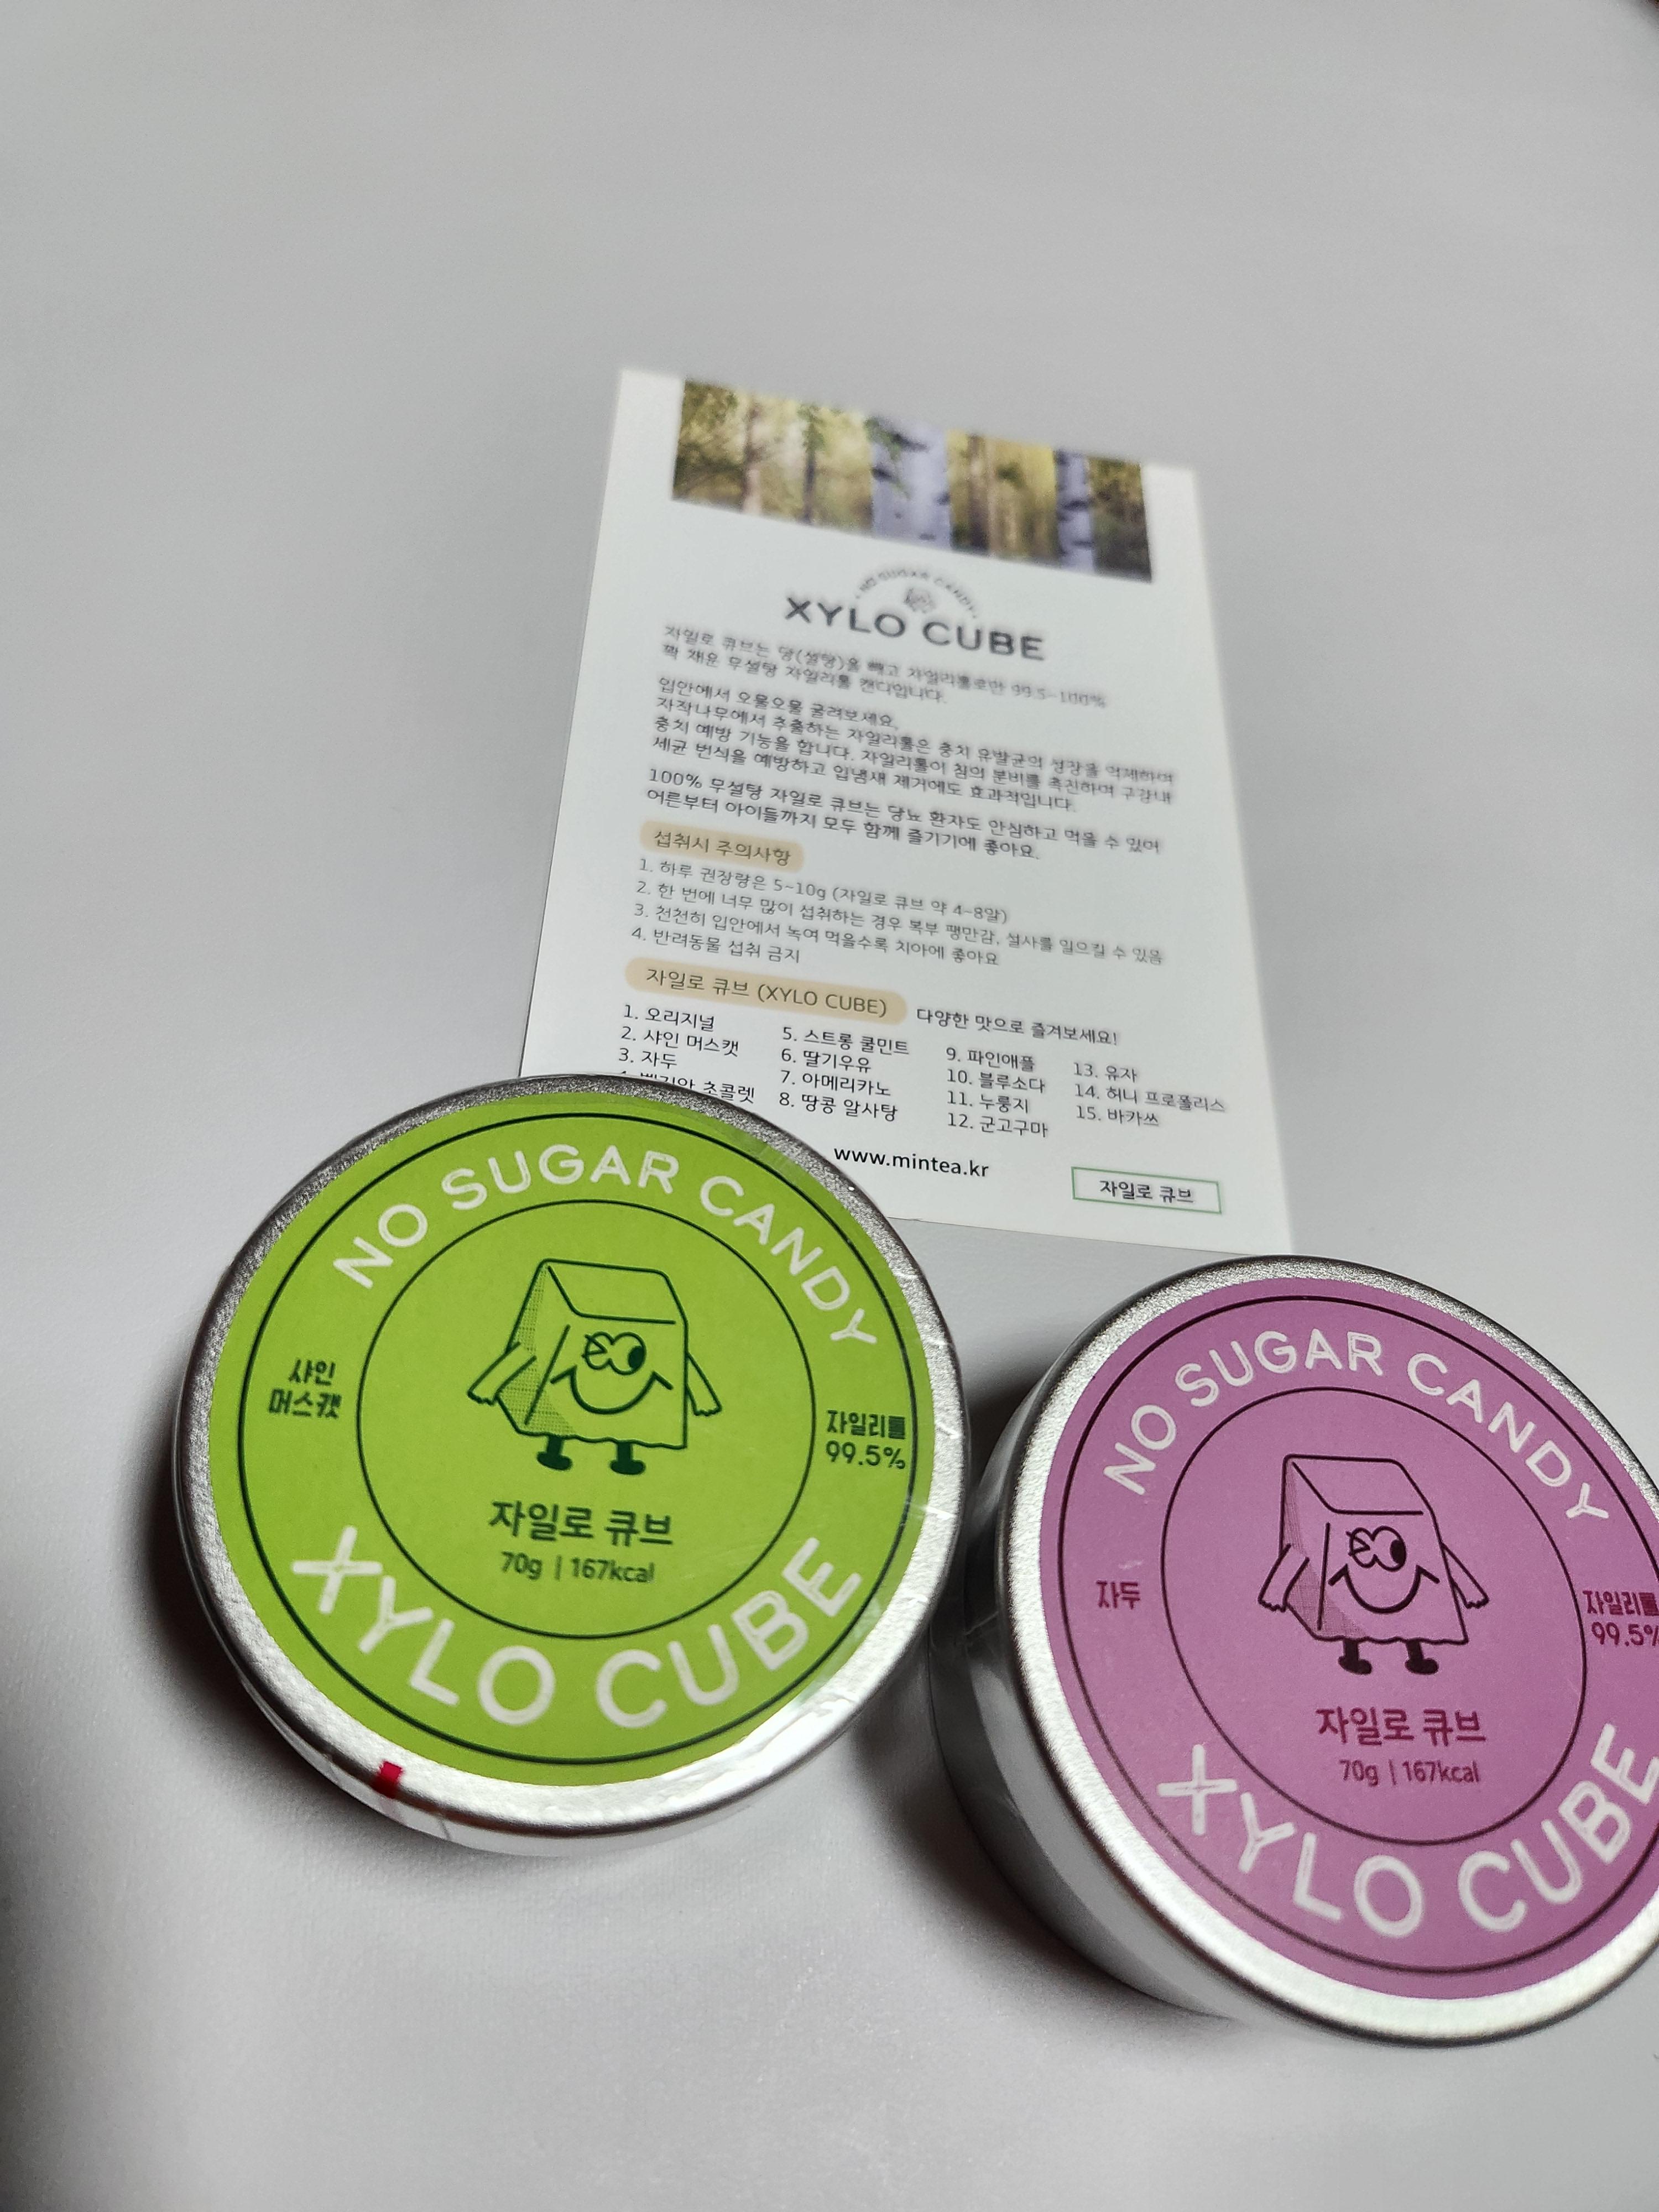 NO SUGAR CANDY
XYLO CUBE
자일로 큐브는 당(설탕)을 빼고 자일리톨로만 99.5~100%
꽉 채운 무설탕 자일리톨 캔디입니다.
입안에서 오물오물 굴려보세요.
자작나무에서 추출하는 자일리톨은 충치 유발균의 성장을 억제하여
충치 예방 기능을 합니다. 자일리톨이 침의 분비를 촉진하여 구강내
세균 번식을 예방하고 입냄새 제거에도 효과적입니다.
100% 무설탕 자일로 큐브는 당뇨 환자도 안심하고 먹을 수 있어
어른부터 아이들까지 모두 함께 즐기기에 좋아요.
섭취시 주의사항
1. 하루 권장량은 5~10g (자일로 큐브 약 4-8알)
2. 한 번에 너무 많이 섭취하는 경우 복부 팽만감, 설사를 일으킬 수 있음
3. 천천히 입안에서 녹여 먹을수록 치아에 좋아요
4. 반려동물 섭취 금지
자일로 큐브 (XYLO CUBE) 다양한 맛으로 즐겨보세요!
1. 오리지널
2. 샤인 머스캣
3. 자두
초콜렛
5. 스트롱 쿨민트
6. 딸기우유
7. 아메리카노
8. 땅콩 알사탕
9. 파인애플
10. 블루소다
11. 누룽지
12. 군고구마
13. 유자
14. 허니 프로폴리스
15. 바카쓰
www.mintea.kr
자일로 큐브
NO SUGAR CANDY
샤인
머스캣
자일리톨
99.5%
자일로 큐브
70g | 167kcal
XYLO CUBE
NO SUGAR CANDY
자두
자일리톨
99.5%
자일로 큐브
70g | 167kcal
XYLO CUBE